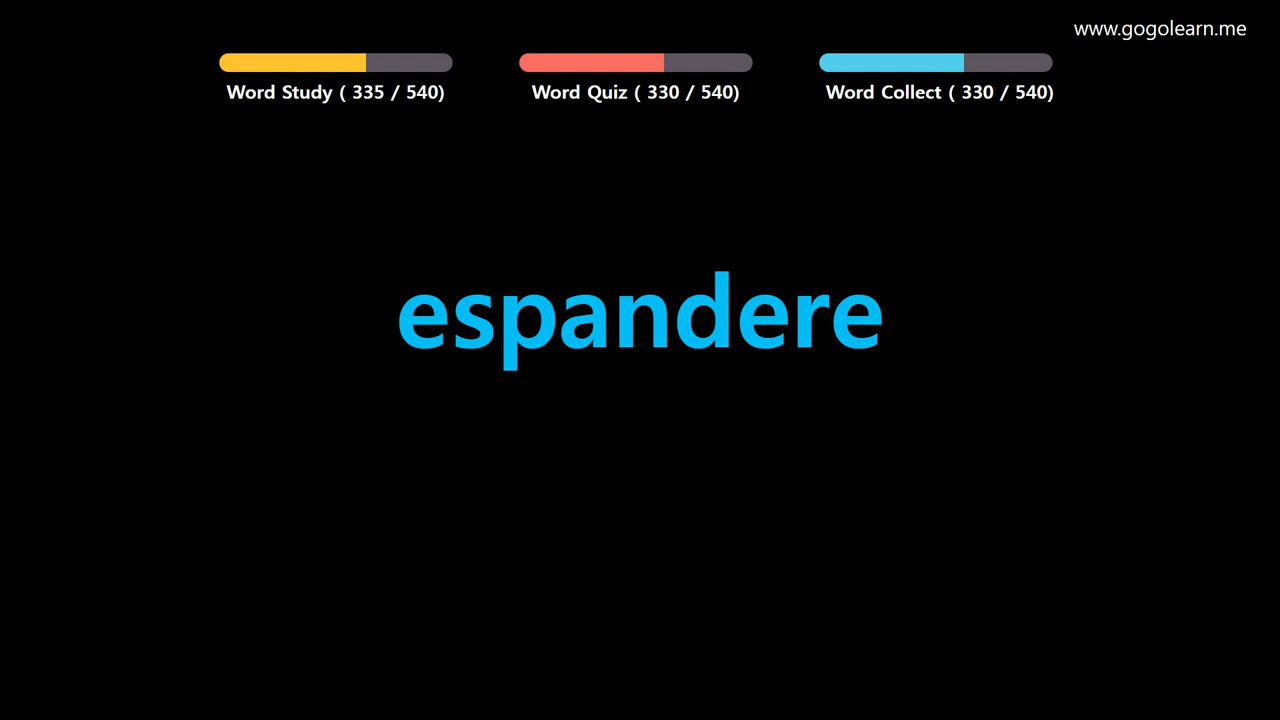 www.gogolearn.me
Word Study ( 335 / 540)
Word Quiz ( 330 / 540)
Word Collect ( 330 / 540)
espandere